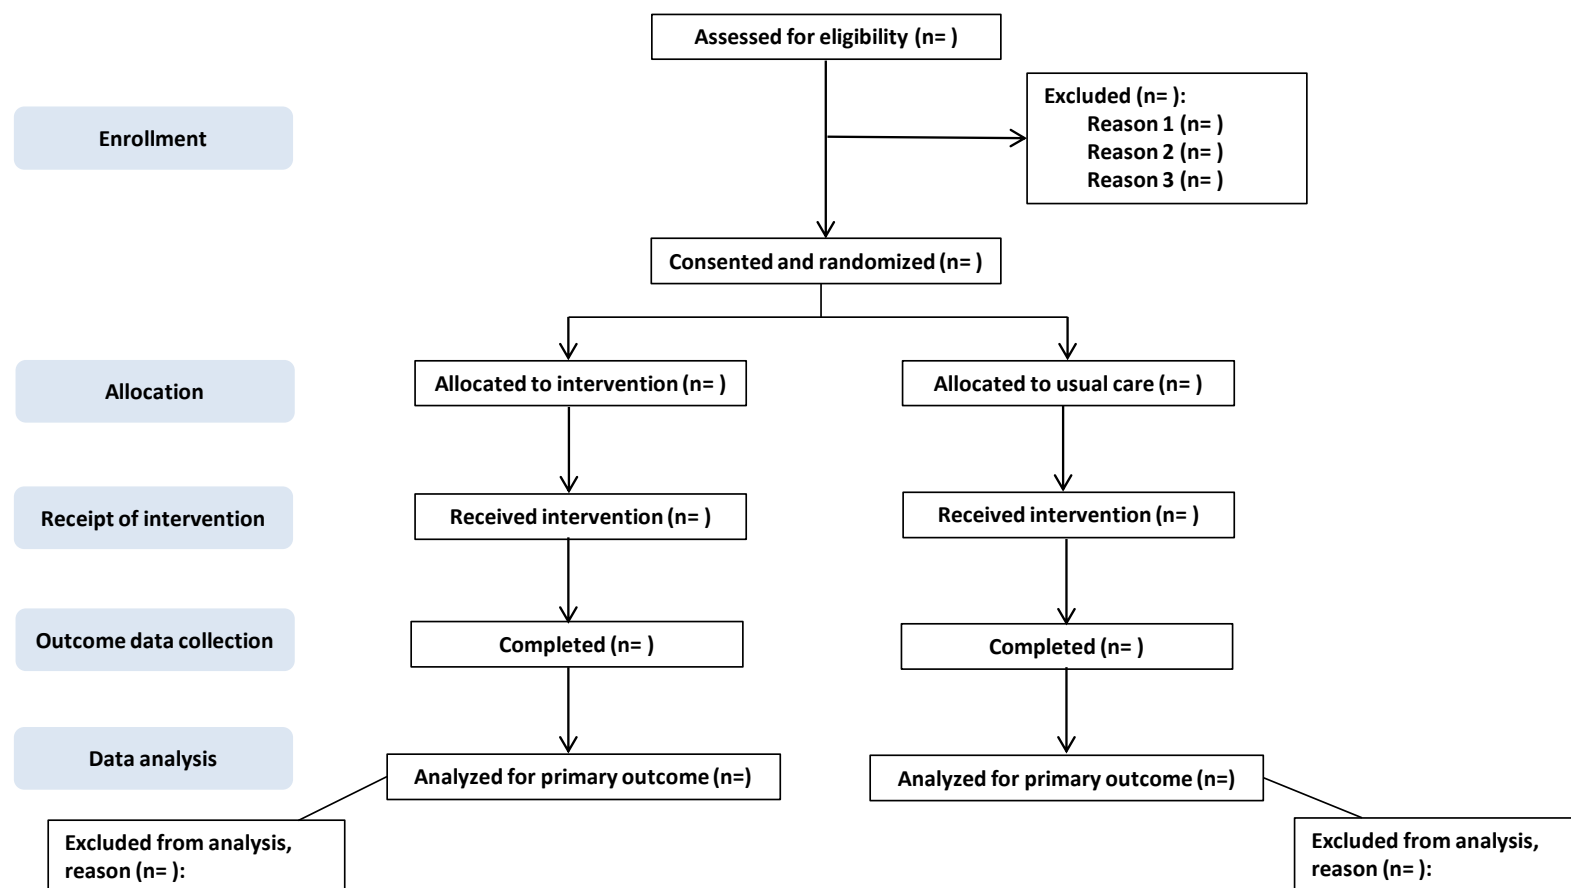 Assessed for eligibility (n= )
Enrollment
Excluded (n= ):
Reason 1 (n= )
Reason 2 (n= )
Reason 3 (n= )
Consented and randomized (n= )
Allocation
Allocated to intervention (n= )
Allocated to usual care (n= )
Receipt of intervention
Received intervention (n= )
Received intervention (n= )
Outcome data collection
Completed (n= )
Completed (n= )
Data analysis
Analyzed for primary outcome (n=)
Analyzed for primary outcome (n=)
Excluded from analysis,
reason (n= ):
Excluded from analysis,
reason (n= ):